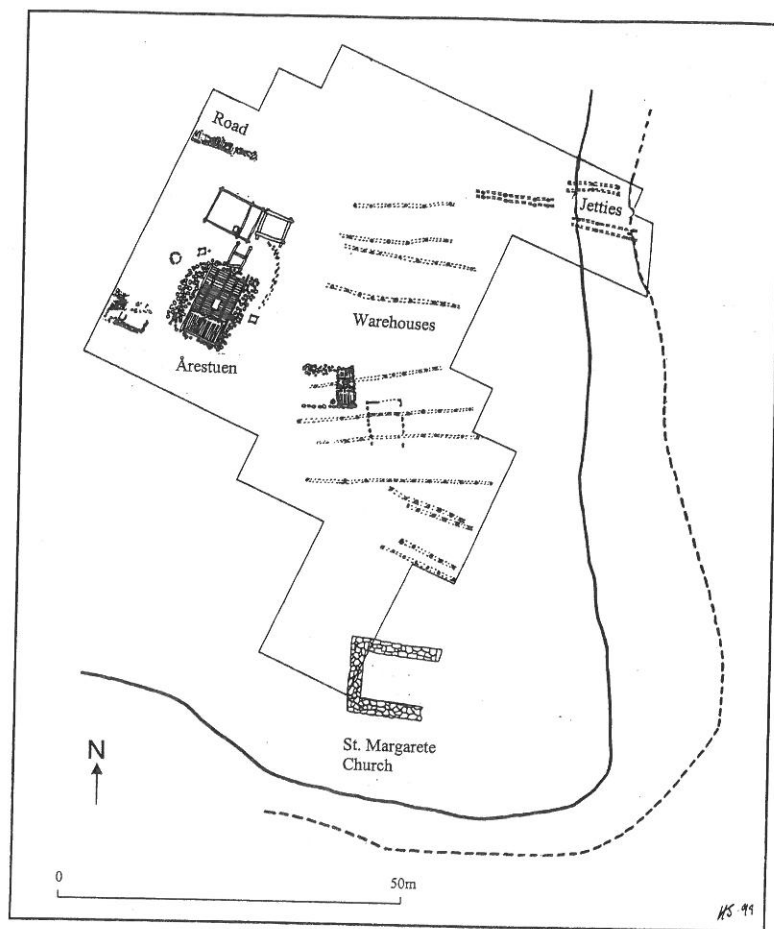 Road
Jetties
Warehouses
Årestuen
St. Margarete
Church
N
0
50m
HS-99